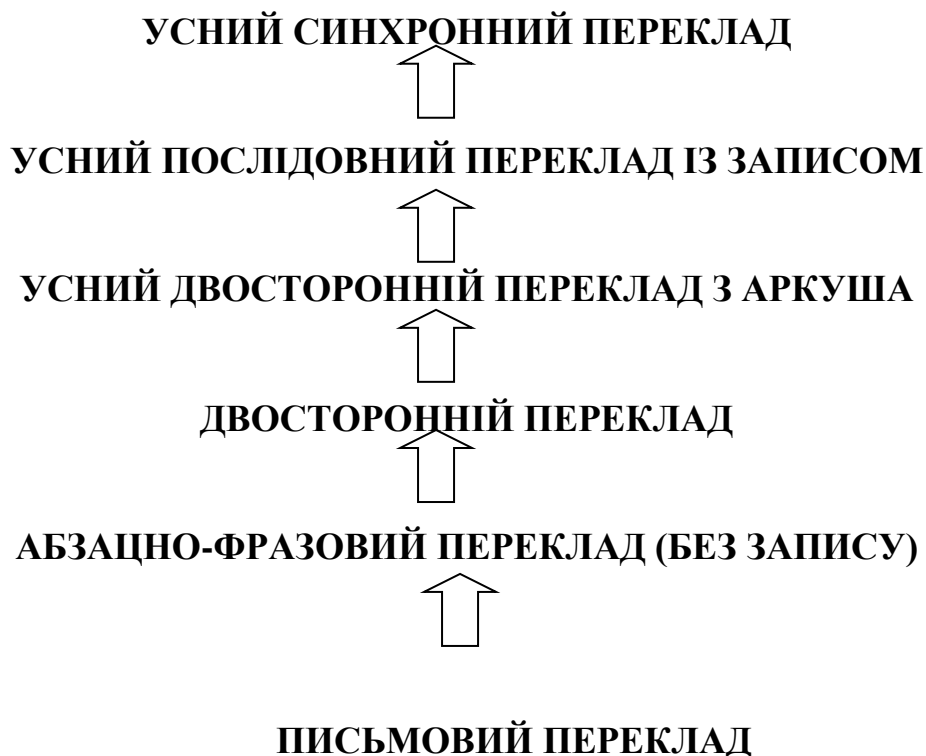 УСНИЙ СИНХРОННИЙ ПЕРЕКЛАД
УСНИЙ ПОСЛІДОВНИЙ ПЕРЕКЛАД ІЗ ЗАПИСОМ
УСНИЙ ДВОСТОРОННІЙ ПЕРЕКЛАД З АРКУША
ДВОСТОРОННІЙ ПЕРЕКЛАД
АБЗАЦНО-ФРАЗОВИЙ ПЕРЕКЛАД (БЕЗ ЗАПИСУ)
ПИСЬМОВИЙ ПЕРЕКЛАД